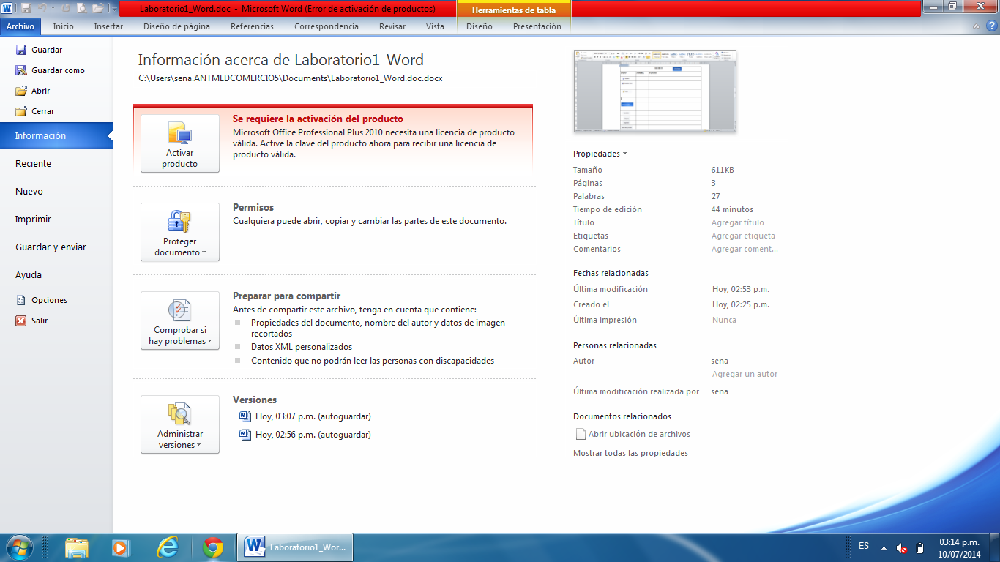 Laboratorio1_Word.doc - Microsoft Word (Error de activación de productos)
Herramientas de tabla
Archivo Inicio Insertar Diseño de página Referencias Correspondencia Revisar Vista Diseño Presentación
Guardar
Guardar como
Abrir
Cerrar
Información
Reciente
Nuevo
Imprimir
Guardar y enviar
Ayuda
Opciones
Salir
Información acerca de Laboratorio1_Word
C:\Users\sena.ANTMEDCOMERCIO5\Documents\Laboratorio1_Word.doc.docx
Activar
producto
Se requiere la activación del producto
Microsoft Office Professional Plus 2010 necesita una licencia de producto
válida. Active la clave del producto ahora para recibir una licencia de
producto válida.
Proteger
documento
Permisos
Cualquiera puede abrir, copiar y cambiar las partes de este documento.
Comprobar si
hay problemas
Preparar para compartir
Antes de compartir este archivo, tenga en cuenta que contiene:
Propiedades del documento, nombre del autor y datos de imagen
recortados
Datos XML personalizados
Contenido que no podrán leer las personas con discapacidades
Administrar
versiones
Versiones
Hoy, 03:07 p.m. (autoguardar)
Hoy, 02:56 p.m. (autoguardar)
Propiedades
Tamaño 611KB
Páginas 3
Palabras 27
Tiempo de edición 44 minutos
Título Agregar título
Etiquetas Agregar etiqueta
Comentarios Agregar coment...
Fechas relacionadas
Última modificación Hoy, 02:53 p.m.
Creado el Hoy, 02:25 p.m.
Última impresión Nunca
Personas relacionadas
Autor sena
Agregar un autor
Última modificación realizada por sena
Documentos relacionados
Abrir ubicación de archivos
Mostrar todas las propiedades
Laboratorio1_Wor...
ES
03:14 p.m.
10/07/2014